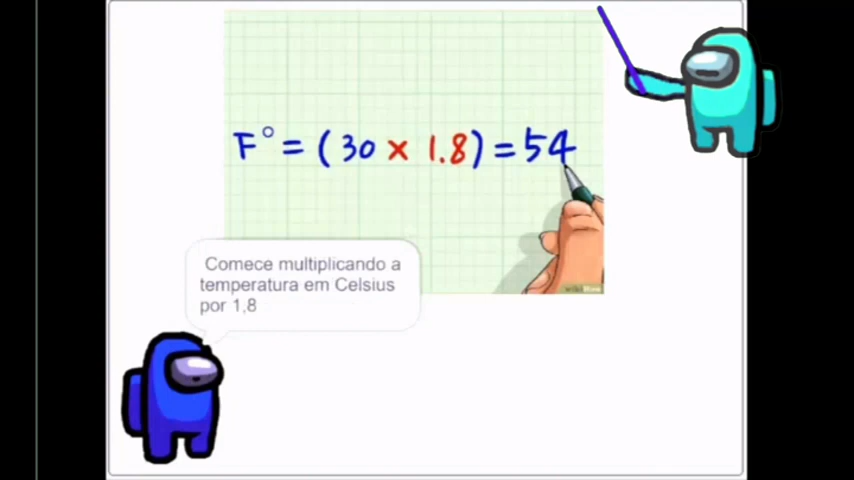 F° = (30 x 1.8) = 54
Comece multiplicando a
temperatura em Celsius
por 1,8